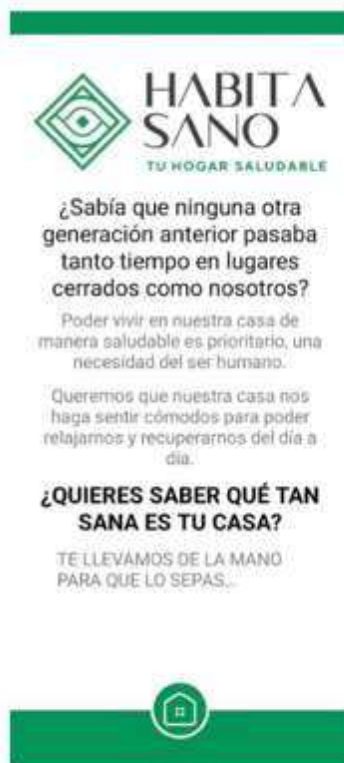 HABITA
SANO
TU HOGAR SALUDABLE
¿Sabía que ninguna otra
generación anterior pasaba
tanto tiempo en lugares
cerrados como nosotros?
Poder vivir en nuestra casa de
manera saludable es prioritario, una
necesidad del ser humano.
Queremos que nuestra casa nos
haga sentir cómodos para poder
relajarnos y recuperarnos del día a
día.
¿QUIERES SABER QUÉ TAN
SANA ES TU CASA?
TE LLEVAMOS DE LA MANO
PARA QUE LO SEPAS...